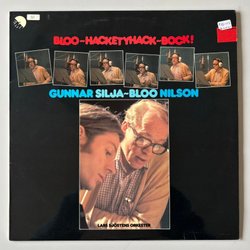 BLOO-HACKETYHACK-BOCK!
GUNNAR SILJA-BLOO NILSON
LARS SJÖSTENS ORKESTER